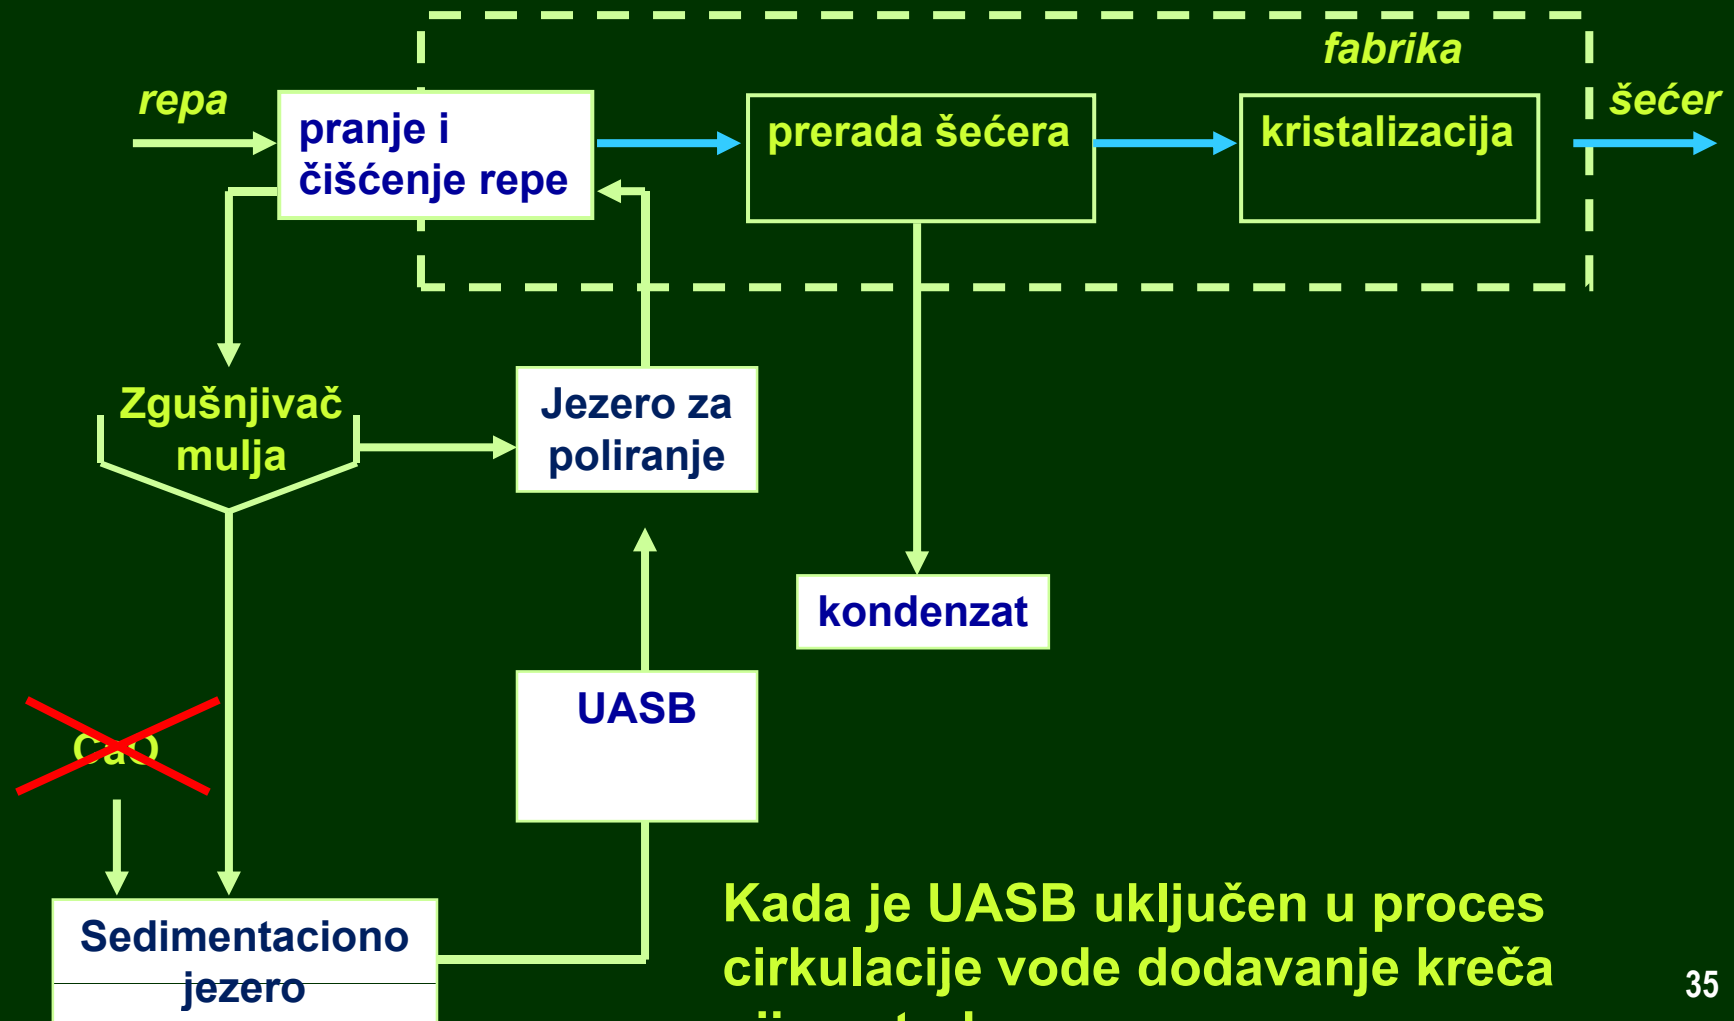 fabrika
repa
šećer
pranje i
čišćenje repe
prerada šećera
kristalizacija
Zgušnjivač
mulja
Jezero za
poliranje
kondenzat
UASB
CaO
Sedimentaciono
jezero
Kada je UASB uključen u proces
cirkulacije vode dodavanje kreča
35